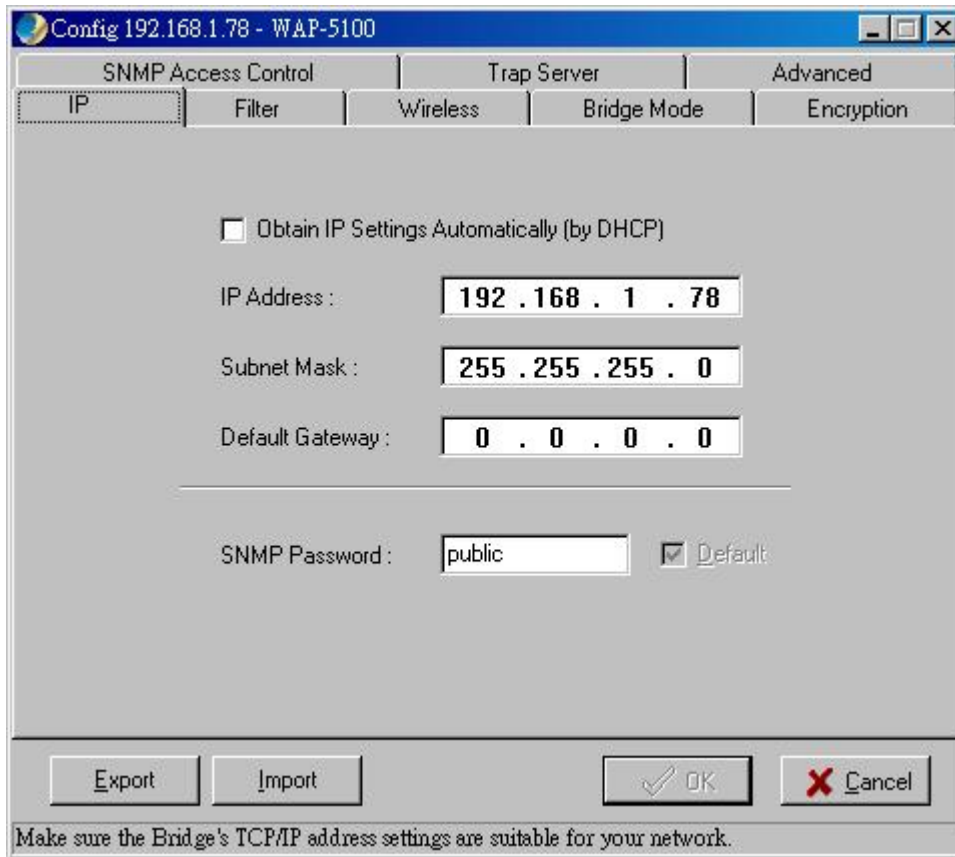 Config 192.168.1.78 - WAP-5100
SNMP Access Control Trap Server Advanced
IP Filter Wireless Bridge Mode Encryption
Obtain IP Settings Automatically (by DHCP)
IP Address : 192 . 168 . 1 . 78
Subnet Mask : 255 . 255 . 255 . 0
Default Gateway : 0 . 0 . 0 . 0
SNMP Password : public Default
Export Import OK Cancel
Make sure the Bridge's TCP/IP address settings are suitable for your network.